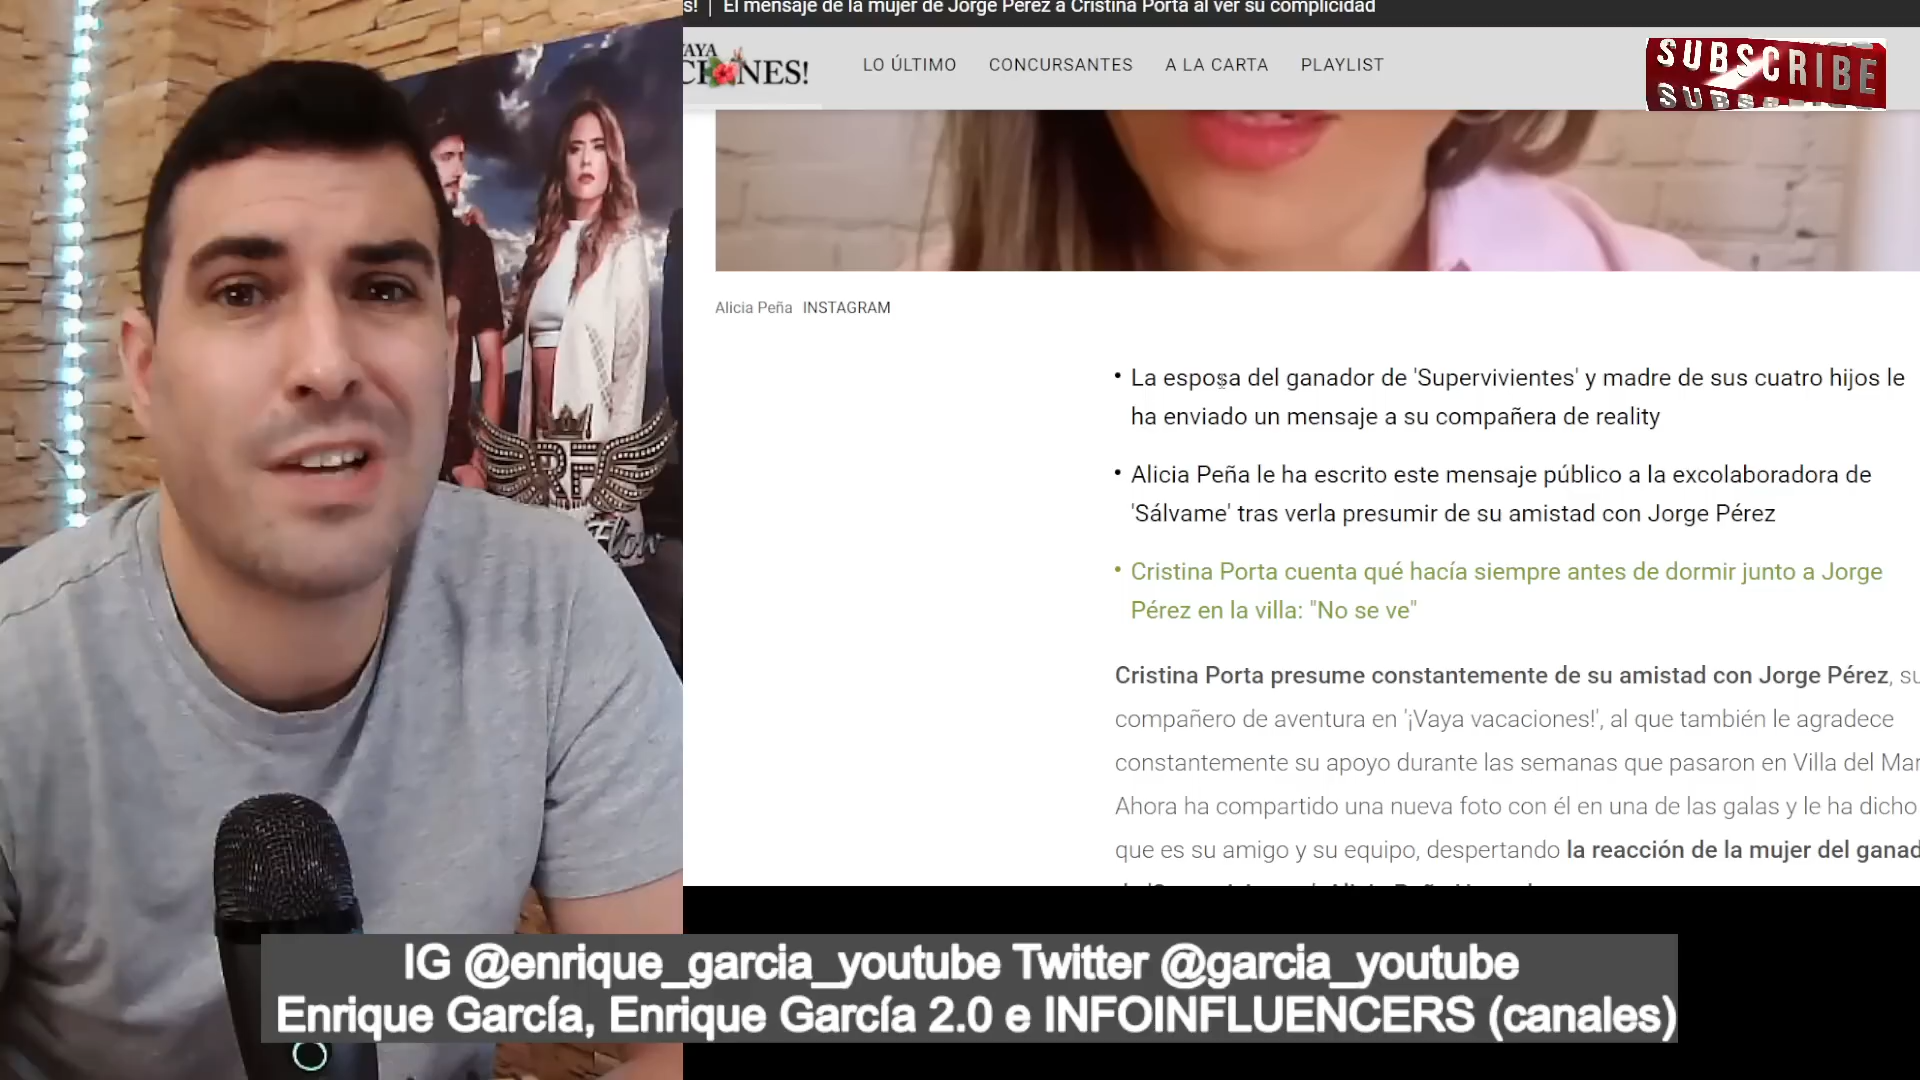 s! | El mensaje de la mujer de Jorge Pérez a Cristina Porta al ver su complicidad
VAYA
CIONES!
LO ÚLTIMO
CONCURSANTES
A LA CARTA
PLAYLIST
SUBSCRIBE
Alicia Peña INSTAGRAM
• La esposa del ganador de 'Supervivientes' y madre de sus cuatro hijos le
ha enviado un mensaje a su compañera de reality
• Alicia Peña le ha escrito este mensaje público a la excolaboradora de
'Sálvame' tras verla presumir de su amistad con Jorge Pérez
• Cristina Porta cuenta qué hacía siempre antes de dormir junto a Jorge
Pérez en la villa: "No se ve"
Cristina Porta presume constantemente de su amistad con Jorge Pérez, su
compañero de aventura en '¡Vaya vacaciones!', al que también le agradece
constantemente su apoyo durante las semanas que pasaron en Villa del Mar
Ahora ha compartido una nueva foto con él en una de las galas y le ha dicho
que es su amigo y su equipo, despertando la reacción de la mujer del ganad
RF
Flow
IG @enrique_garcia_youtube Twitter @garcia_youtube
Enrique García, Enrique García 2.0 e INFOINFLUENCERS (canales)